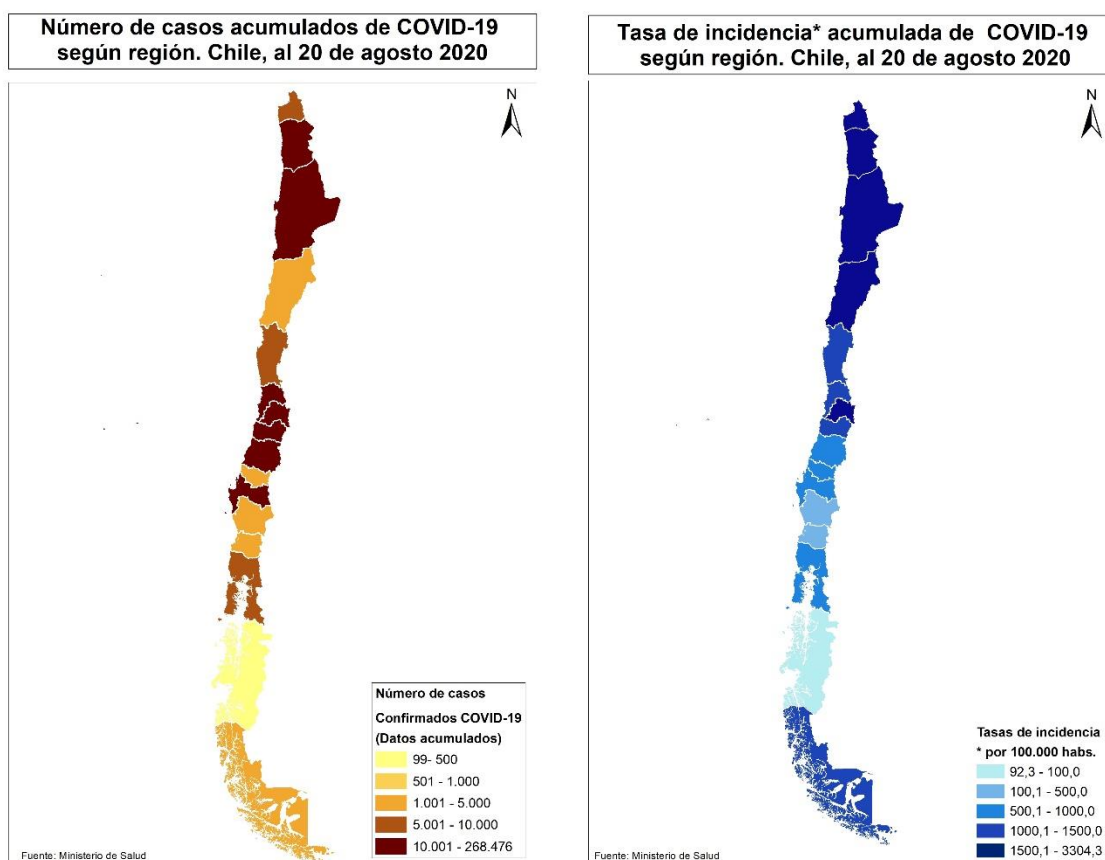 Número de casos acumulados de COVID-19
según región. Chile, al 20 de agosto 2020
N
Número de casos
Confirmados COVID-19
(Datos acumulados)
99- 500
501 - 1.000
1.001 - 5.000
5.001 - 10.000
10.001 - 268.476
Fuente: Ministerio de Salud
Tasa de incidencia* acumulada de COVID-19
según región. Chile, al 20 de agosto 2020
N
Tasas de incidencia
* por 100.000 habs.
92,3 - 100,0
100,1 - 500,0
500,1 - 1000,0
1000,1 - 1500,0
1500,1 - 3304,3
Fuente: Ministerio de Salud